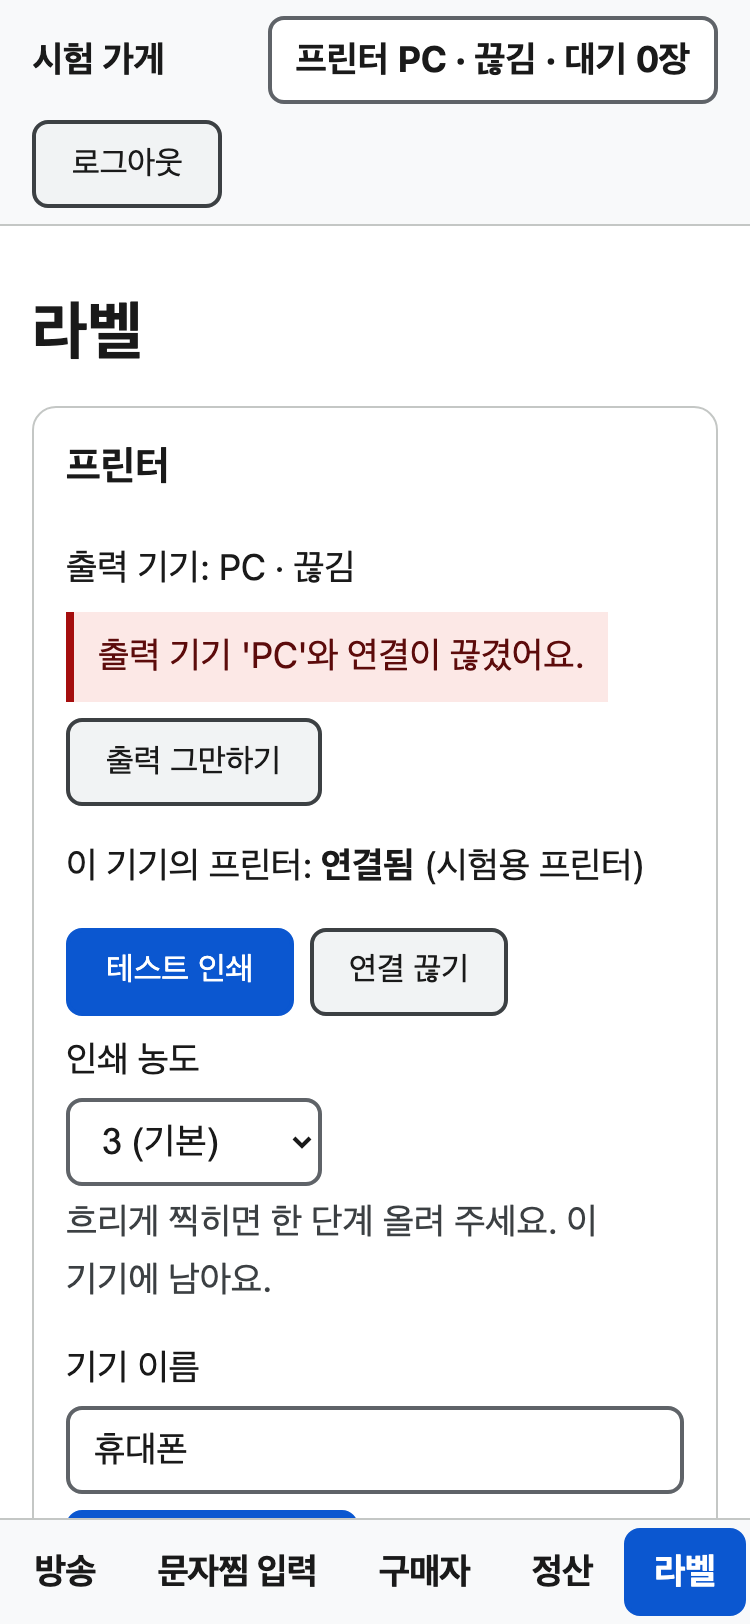 시험 가게
프린터 PC · 끊김 · 대기 0장
로그아웃
라벨
프린터
출력 기기: PC · 끊김
출력 기기 'PC'와 연결이 끊겼어요.
출력 그만하기
이 기기의 프린터: 연결됨 (시험용 프린터)
테스트 인쇄
연결 끊기
인쇄 농도
3 (기본)
흐리게 찍히면 한 단계 올려 주세요. 이
기기에 남아요.
기기 이름
휴대폰
방송
문자찜 입력
구매자
정산
라벨